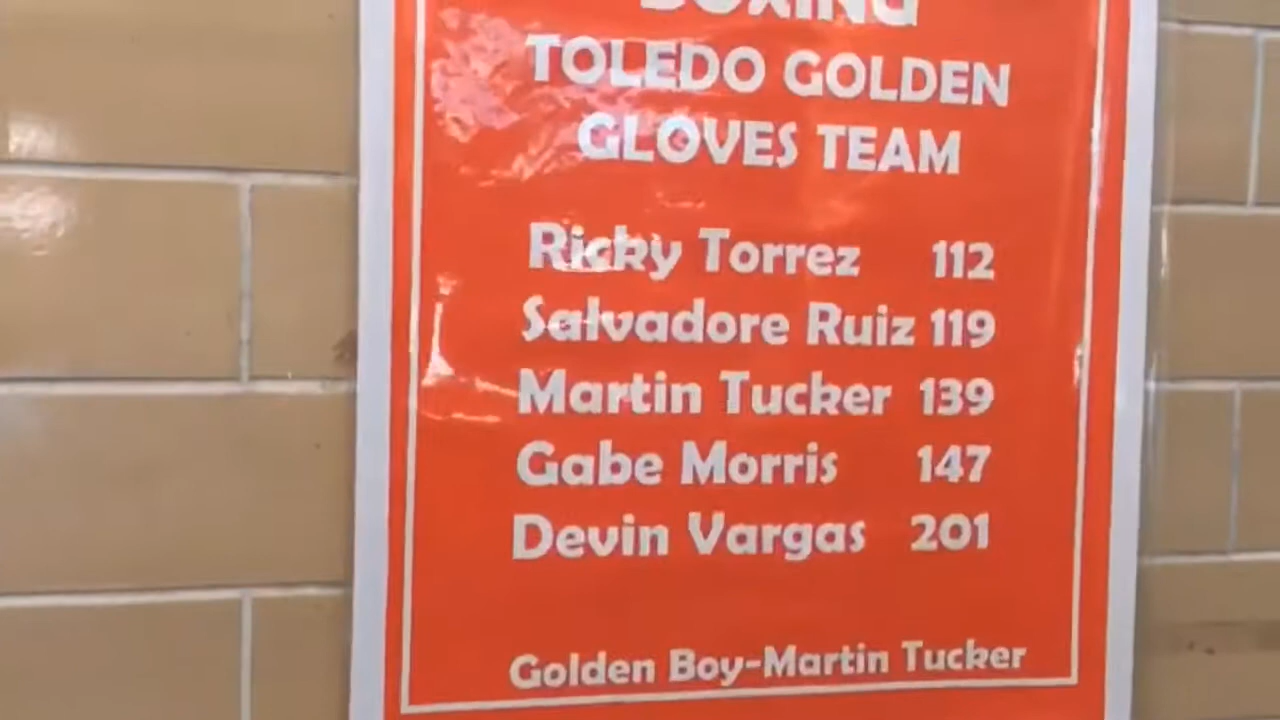 BOXING
TOLEDO GOLDEN
GLOVES TEAM
Ricky Torrez 112
Salvadore Ruiz 119
Martin Tucker 139
Gabe Morris 147
Devin Vargas 201
Golden Boy-Martin Tucker